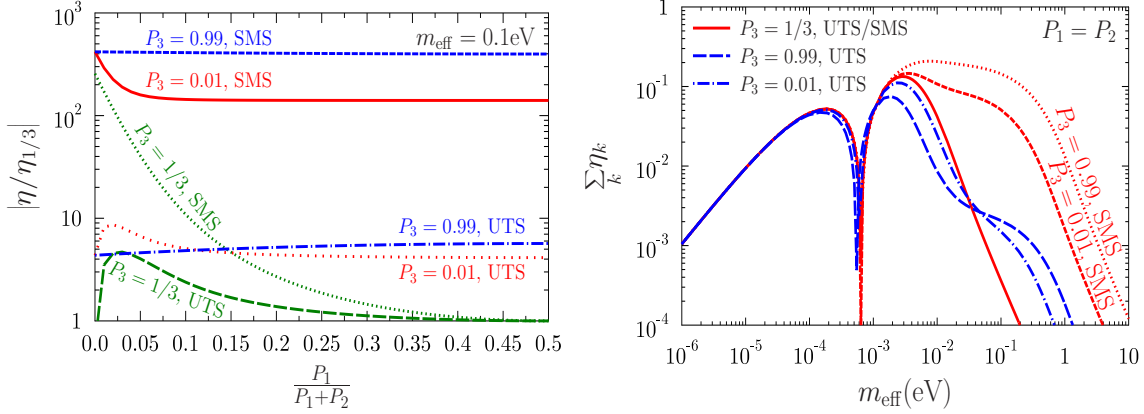 P₃ = 0.99, SMS
m_eff = 0.1eV
P₃ = 0.01, SMS
P₃ = 1/3, SMS
P₃ = 0.99, UTS
P₃ = 0.01, UTS
P₃ = 1/3, UTS
|η/η_{1/3}|
10³
10²
10
1
0.0 0.05 0.1 0.15 0.2 0.25 0.3 0.35 0.4 0.45 0.5
P₁
P₁+P₂
P₃ = 1/3, UTS/SMS
P₁ = P₂
P₃ = 0.99, UTS
P₃ = 0.01, UTS
P₃ = 0.99, SMS
P₃ = 0.01, SMS
∑_k η_k
1
10⁻¹
10⁻²
10⁻³
10⁻⁴
10⁻⁶ 10⁻⁵ 10⁻⁴ 10⁻³ 10⁻² 10⁻¹ 1 10
m_eff(eV)